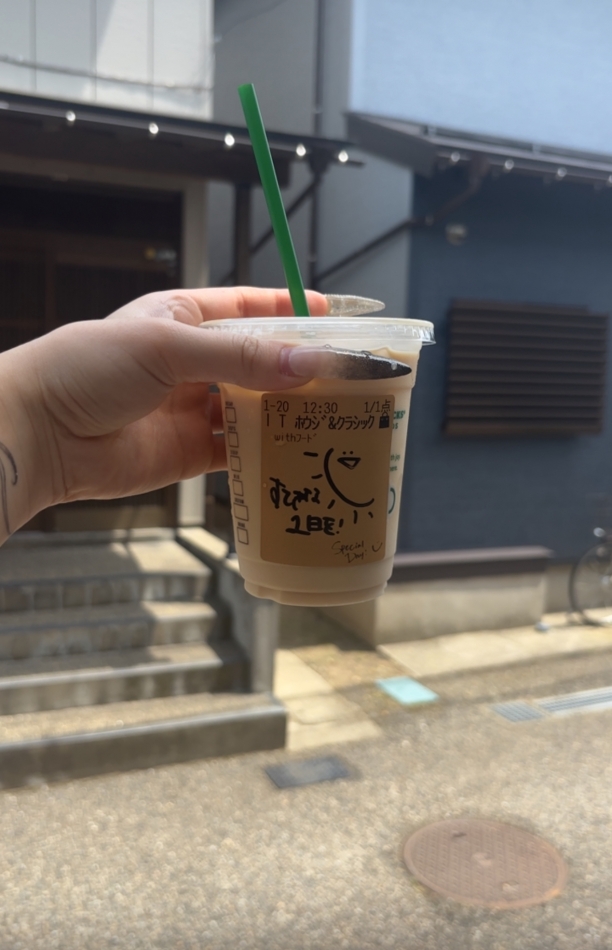 1-20 12:30 1/1点
I T ホウジ&クラシック
withフード
すてきな
1日を!
Special
Day